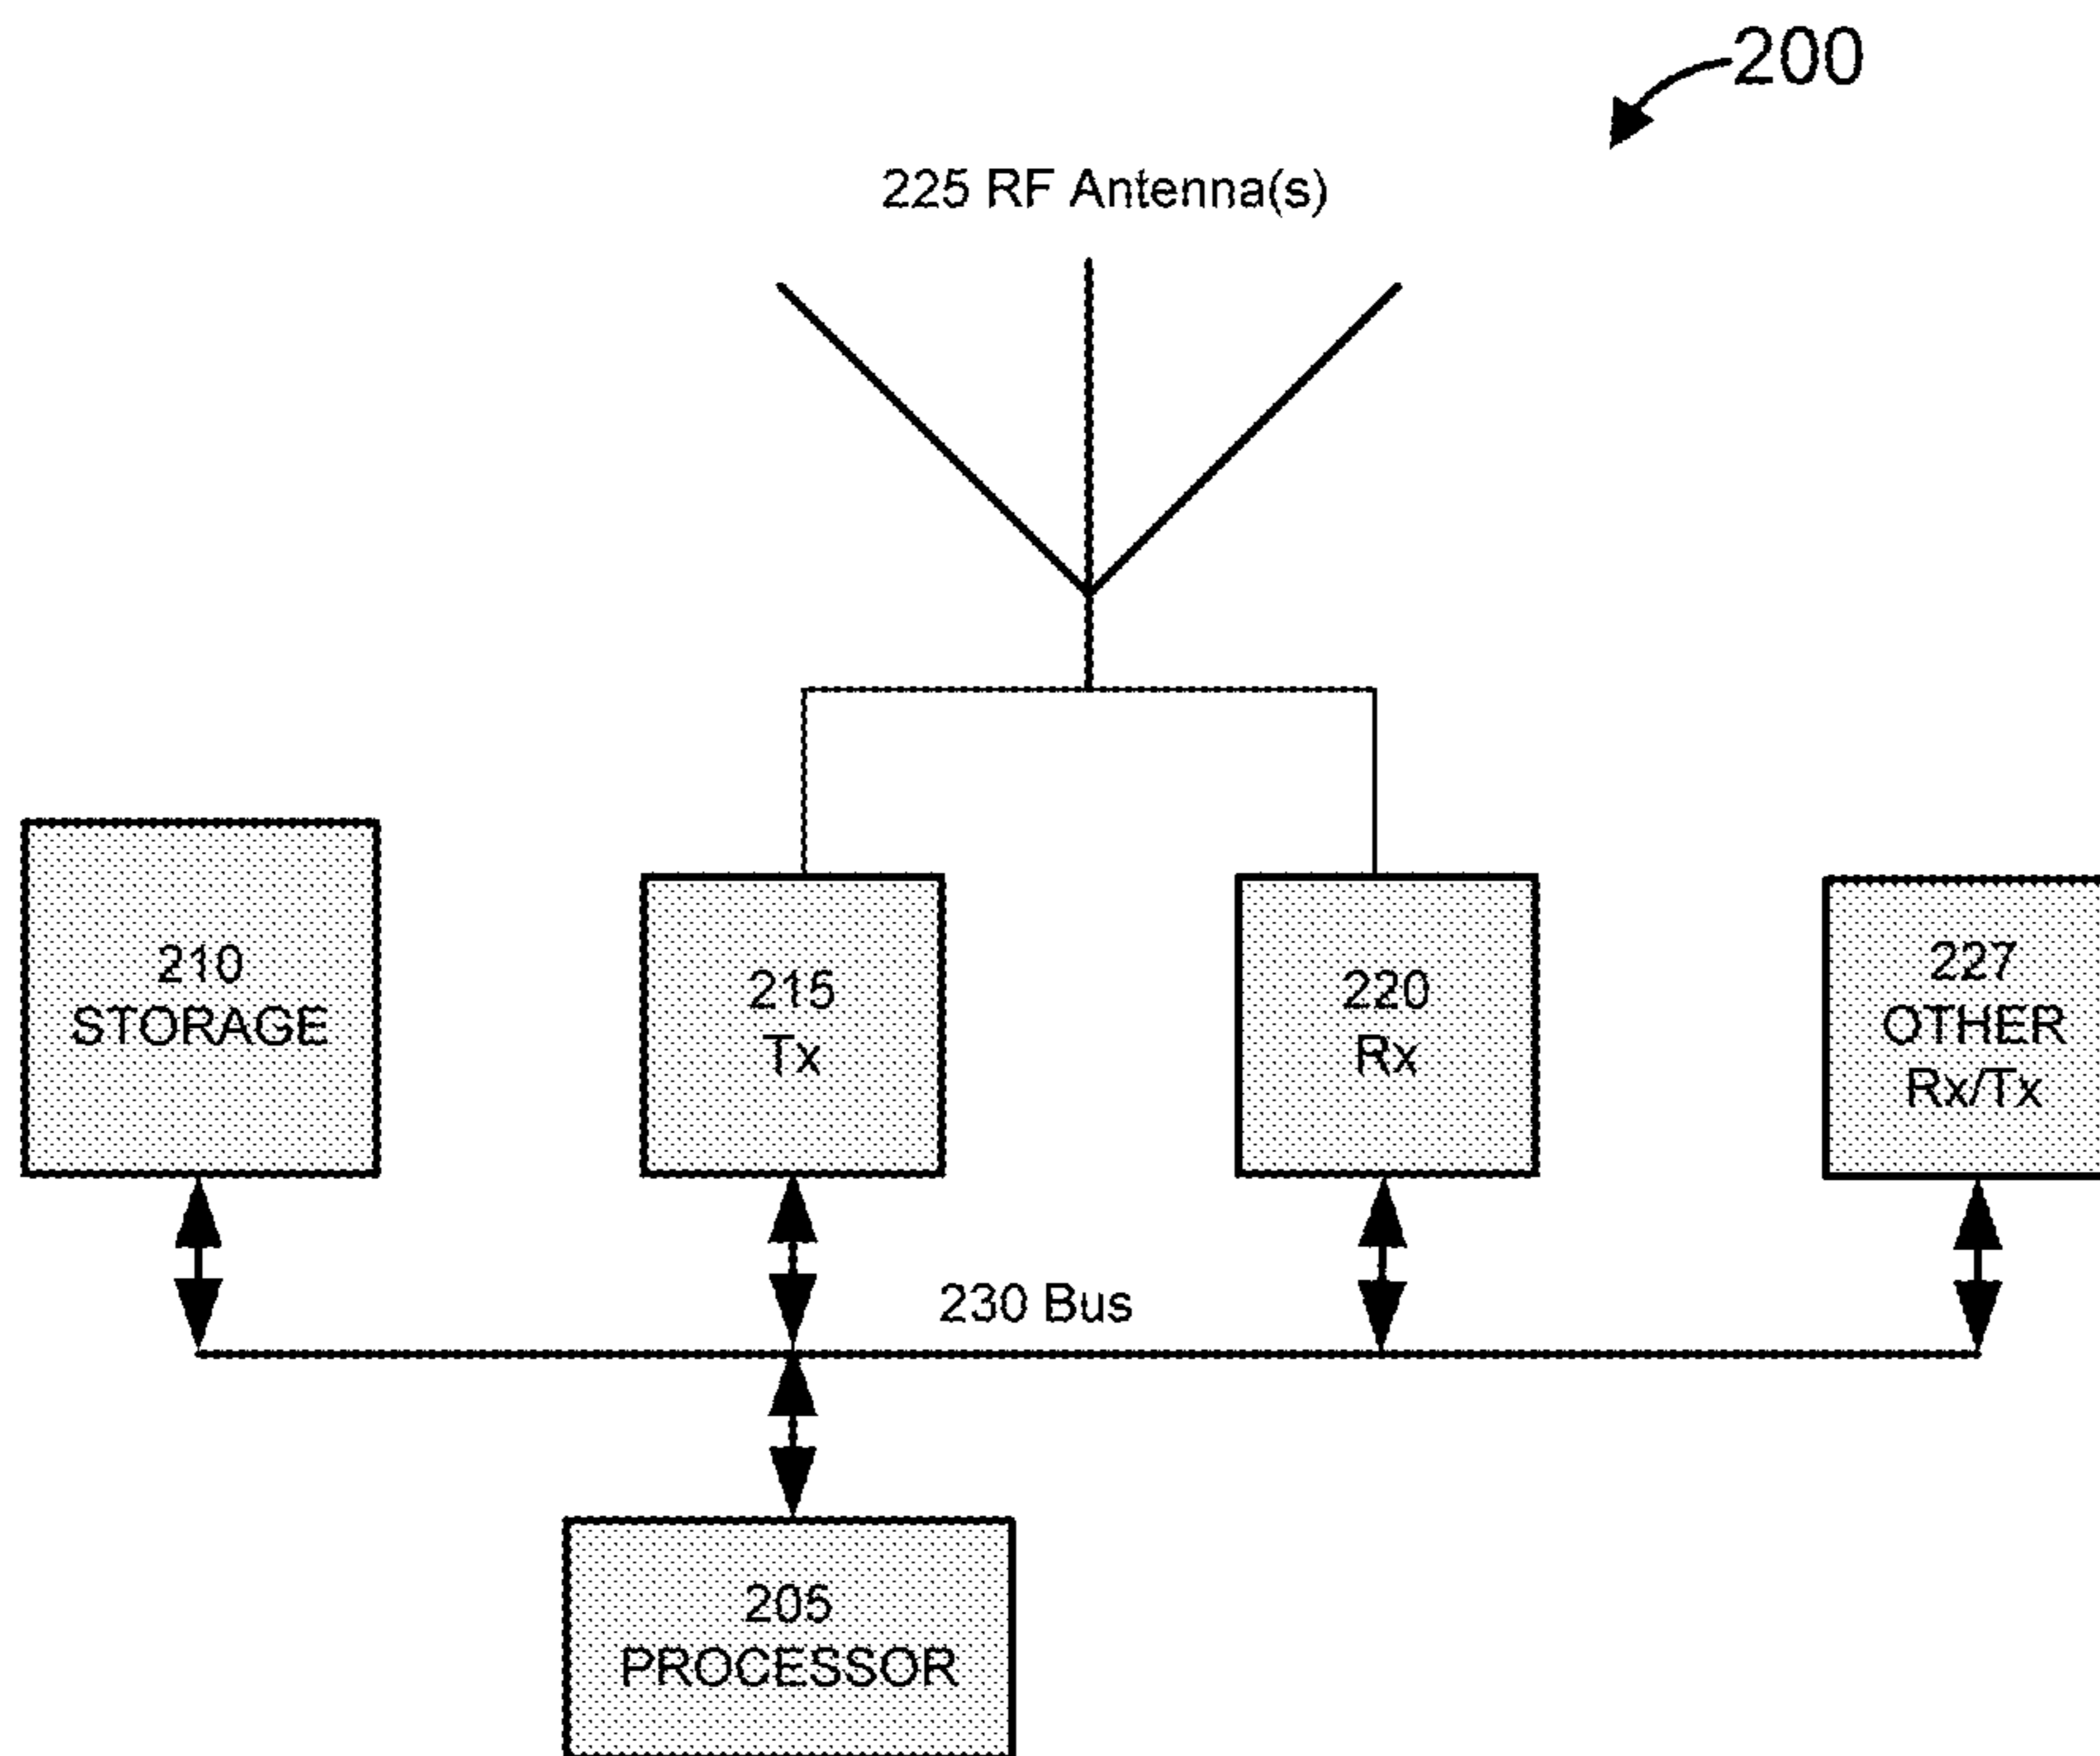 200
225 RF Antenna(s)
210
STORAGE
215
Tx
220
Rx
227
OTHER
Rx/Tx
230 Bus
205
PROCESSOR